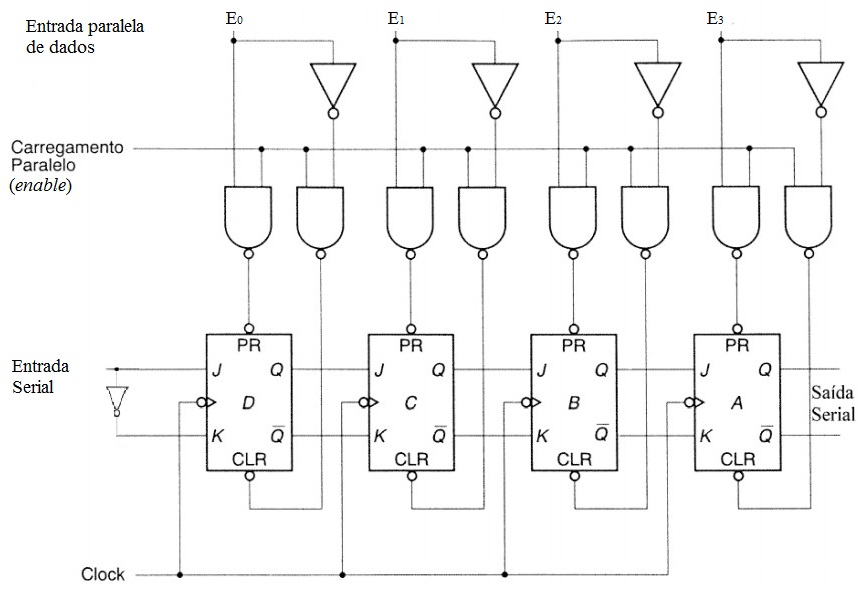 Entrada paralela
de dados
E0
E1
E2
E3
Carregamento
Paralelo
(enable)
PR
PR
PR
PR
Entrada
Serial
J
Q
J
Q
J
Q
J
Q
D
C
B
A
Saída
Serial
K
Q̅
K
Q̅
K
Q̅
K
Q̅
CLR
CLR
CLR
CLR
Clock